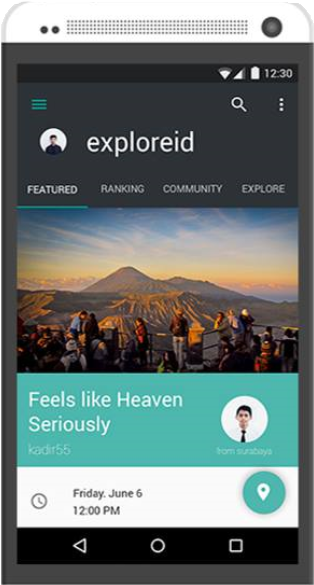 12:30
exploreid
FEATURED RANKING COMMUNITY EXPLORE
Feels like Heaven
Seriously
kadir55
from surabaya
Friday. June 6
12:00 PM